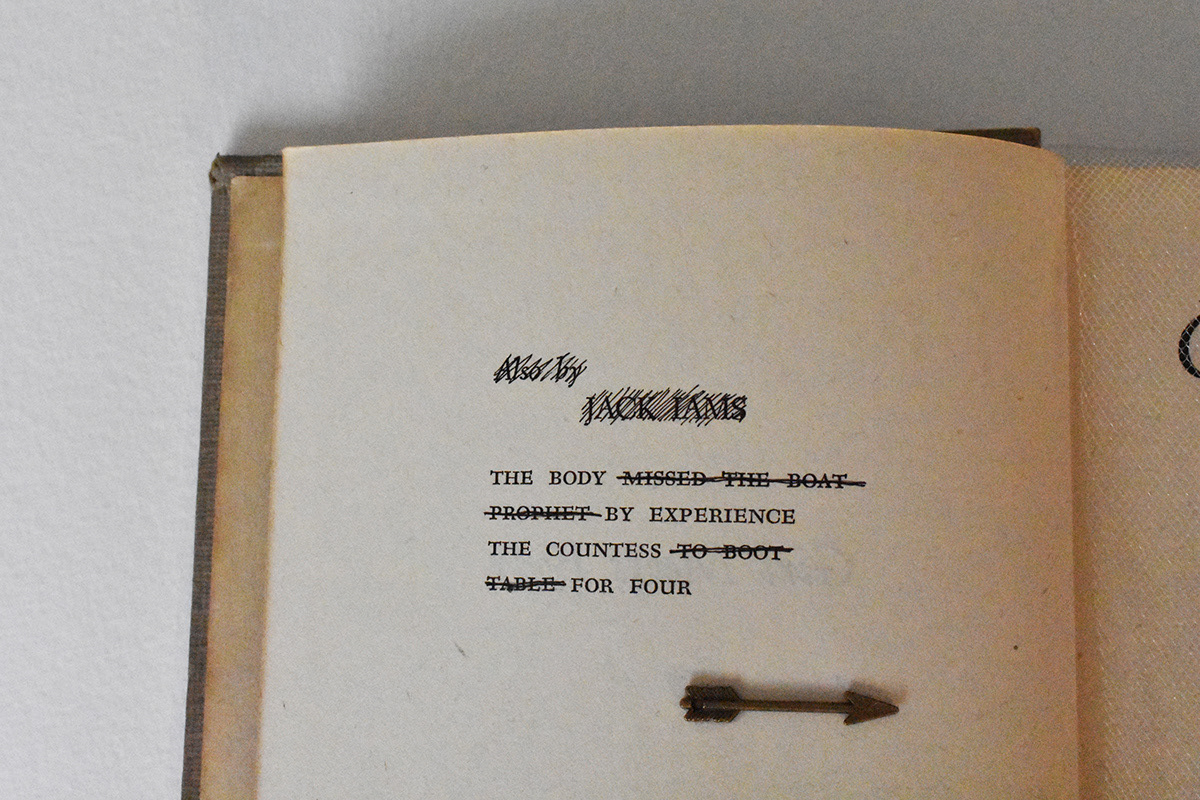 Also by
JACK IAMS
THE BODY MISSED THE BOAT
PROPHET BY EXPERIENCE
THE COUNTESS TO BOOT
TABLE FOR FOUR